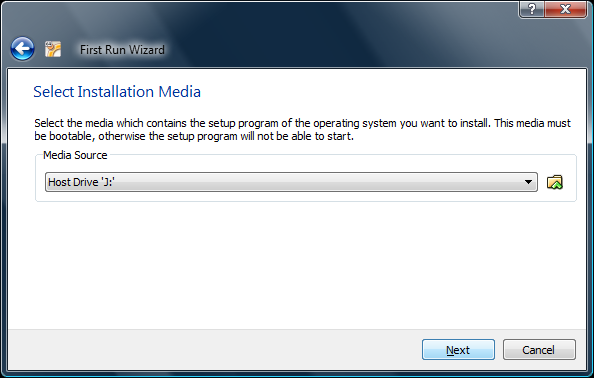 First Run Wizard
Select Installation Media
Select the media which contains the setup program of the operating system you want to install. This media must
be bootable, otherwise the setup program will not be able to start.
Media Source
Host Drive 'J:'
Next
Cancel